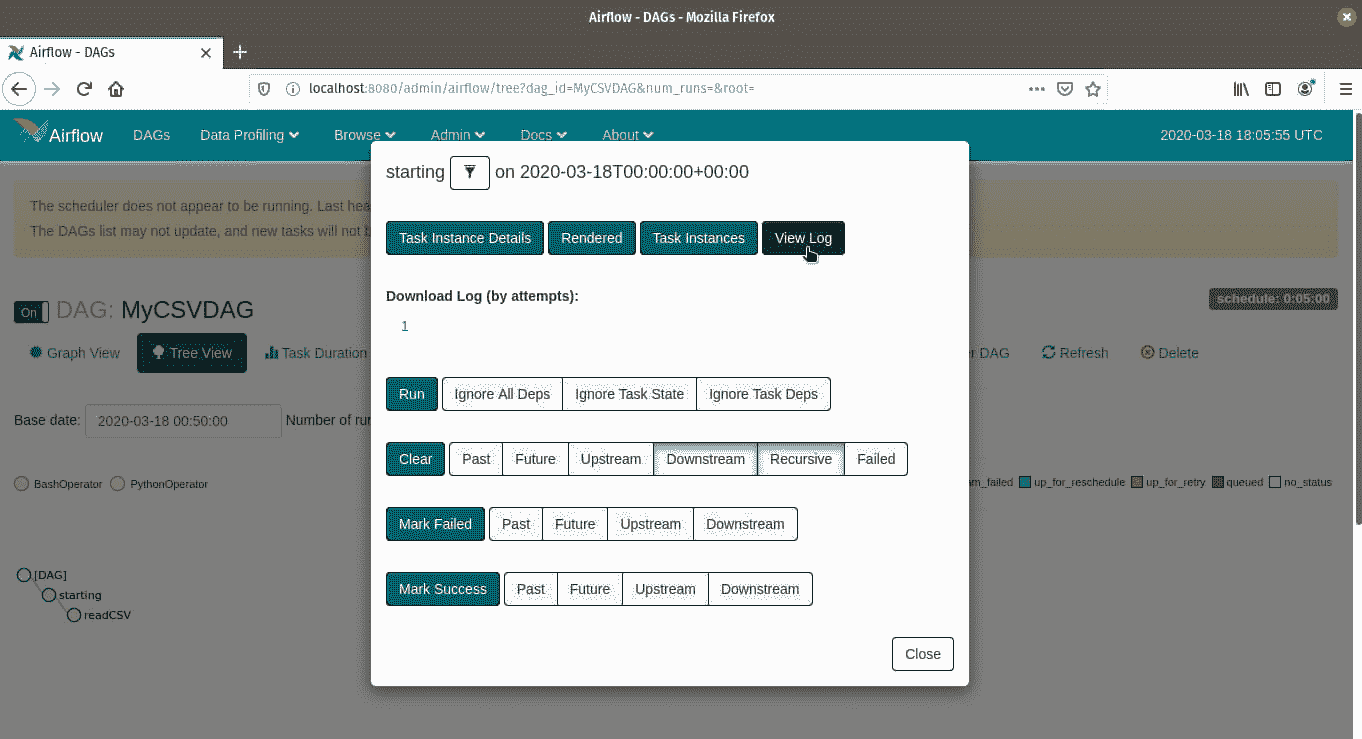 Airflow - DAGs - Mozilla Firefox
Airflow - DAGs
localhost:8080/admin/airflow/tree?dag_id=MyCSVDAG&num_runs=&root=
Airflow DAGs Data Profiling Browse Admin Docs About 2020-03-18 18:05:55 UTC
starting on 2020-03-18T00:00:00+00:00
The scheduler does not appear to be running. Last
The DAGs list may not update, and new tasks will not
Task Instance Details Rendered Task Instances View Log
Download Log (by attempts):
1
On DAG: MyCSVDAG schedule: 0:05:00
Graph View Tree View Task Duration DAG Refresh Delete
Run Ignore All Deps Ignore Task State Ignore Task Deps
Base date: 2020-03-18 00:50:00 Number of
Clear Past Future Upstream Downstream Recursive Failed
BashOperator PythonOperator up_for_reschedule up_for_retry queued no_status
Mark Failed Past Future Upstream Downstream
Mark Success Past Future Upstream Downstream
[DAG]
starting
readCSV
Close